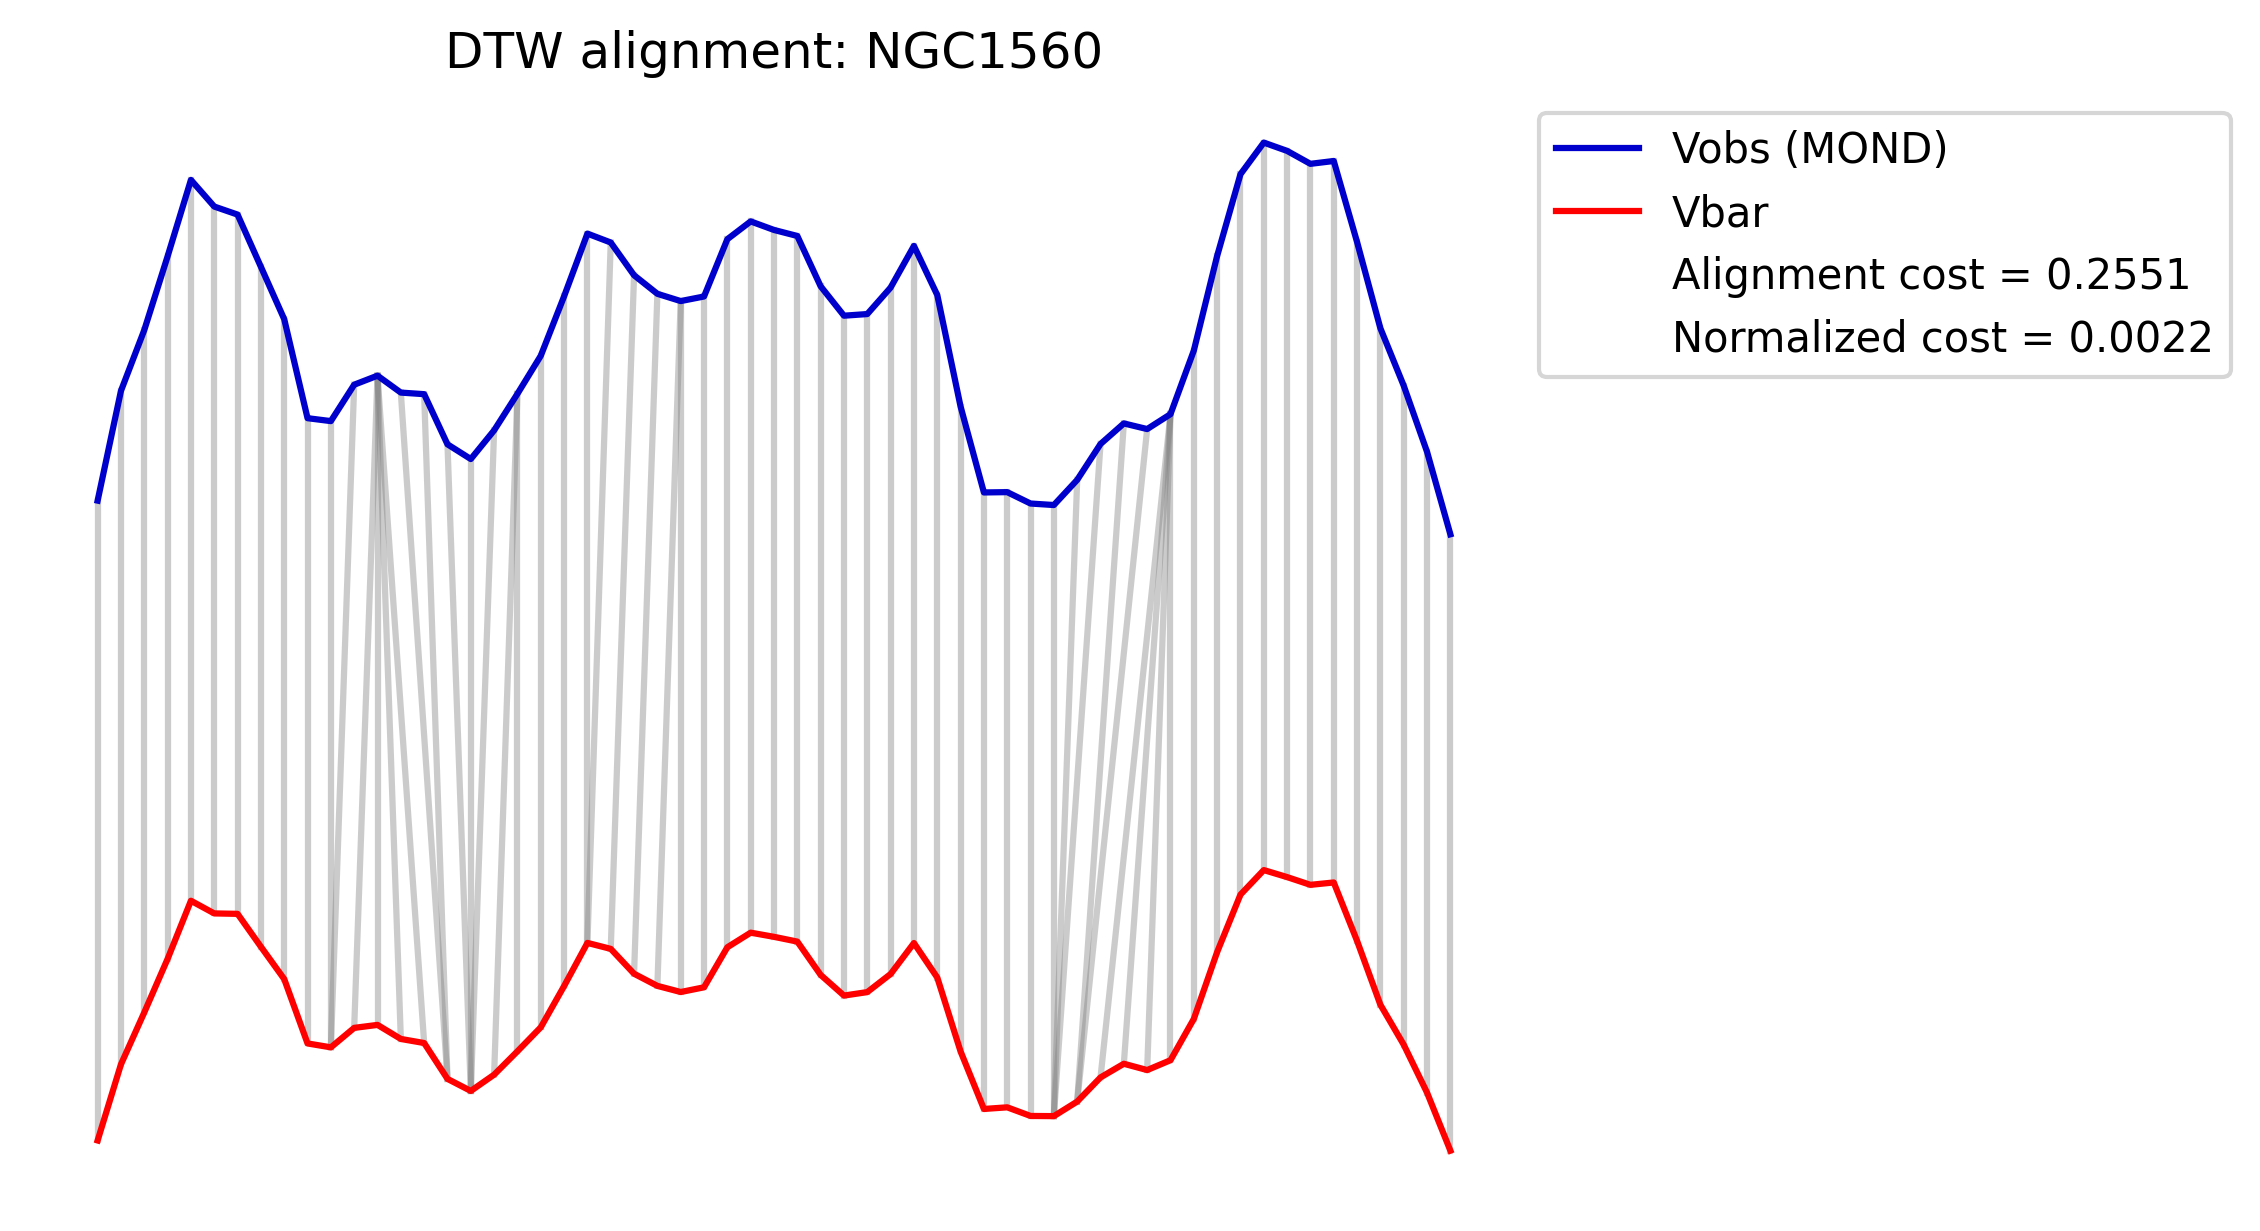 DTW alignment: NGC1560
Vobs (MOND)
Vbar
Alignment cost = 0.2551
Normalized cost = 0.0022